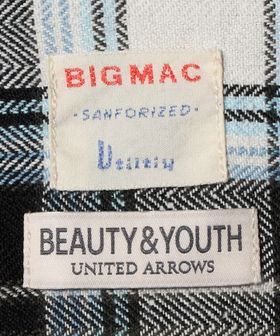 BIG MAC
-SANFORIZED-
Utility
BEAUTY&YOUTH
UNITED ARROWS